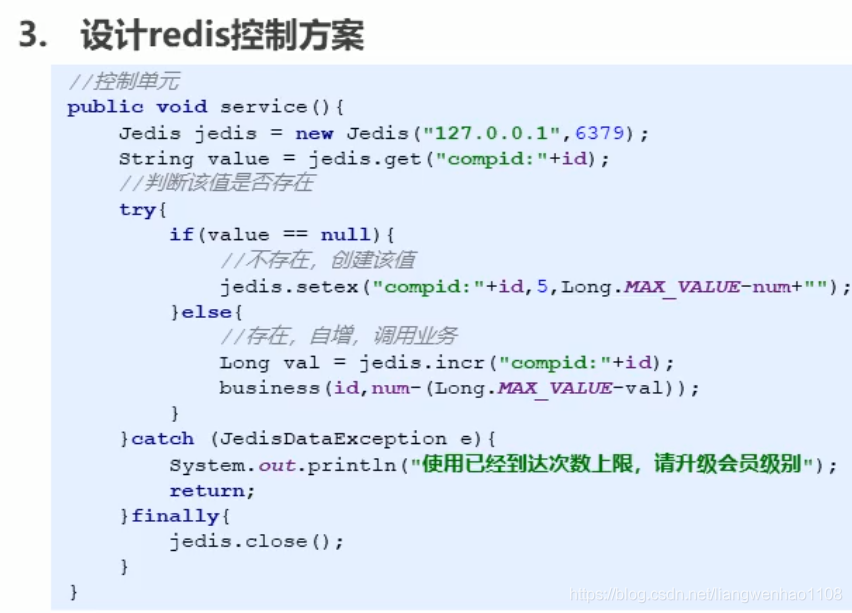 3. 设计redis控制方案
//控制单元
public void service(){
Jedis jedis = new Jedis("127.0.0.1",6379);
String value = jedis.get("compid:"+id);
//判断该值是否存在
try{
if(value == null){
//不存在，创建该值
jedis.setex("compid:"+id,5,Long.MAX_VALUE-num+"");
}else{
//存在，自增，调用业务
Long val = jedis.incr("compid:"+id);
business(id,num-(Long.MAX_VALUE-val));
}
}catch (JedisDataException e){
System.out.println("使用已经到达次数上限，请升级会员级别");
return;
}finally{
jedis.close();
}
}
https://blog.csdn.net/liangwenhao1108